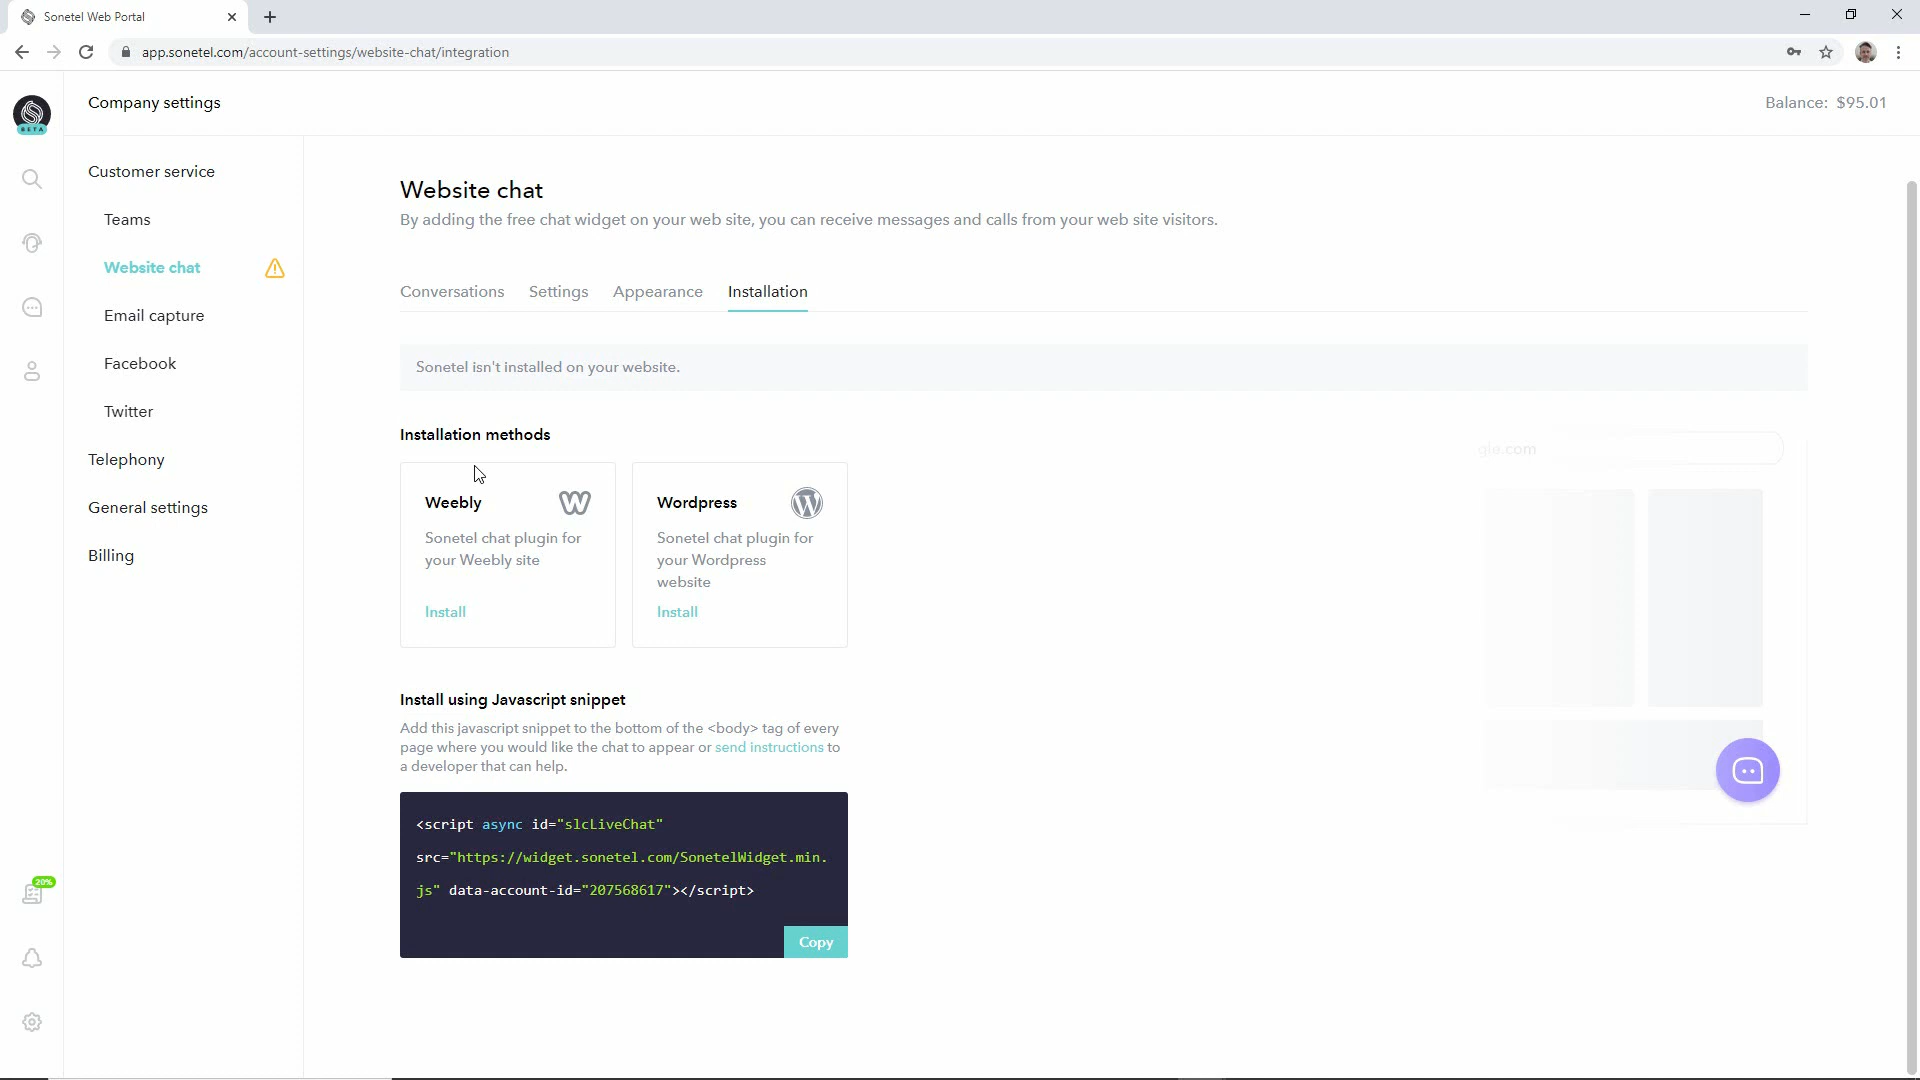 Sonetel Web Portal
app.sonetel.com/account-settings/website-chat/integration
BETA
Company settings
Balance: $95.01
Customer service
Teams
Website chat
Email capture
Facebook
Twitter
Telephony
General settings
Billing
20%
Website chat
By adding the free chat widget on your web site, you can receive messages and calls from your web site visitors.
Conversations Settings Appearance Installation
Sonetel isn't installed on your website.
Installation methods
Weebly
Sonetel chat plugin for
your Weebly site
Install
Wordpress
Sonetel chat plugin for
your Wordpress
website
Install
gie.com
Install using Javascript snippet
Add this javascript snippet to the bottom of the <body> tag of every
page where you would like the chat to appear or send instructions to
a developer that can help.
<script async id="slcLiveChat"
src="https://widget.sonetel.com/SonetelWidget.min.
js" data-account-id="207568617"></script>
Copy